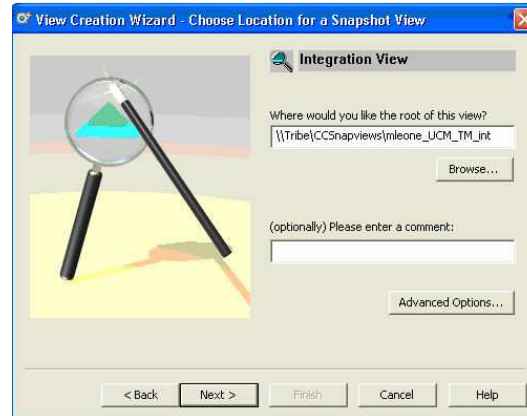 View Creation Wizard - Choose Location for a Snapshot View
Integration View
Where would you like the root of this view?
\\Tribe\CCSnapviews\mleone_UCM_TM_int
Browse...
(optionally) Please enter a comment:
Advanced Options...
< Back
Next >
Finish
Cancel
Help